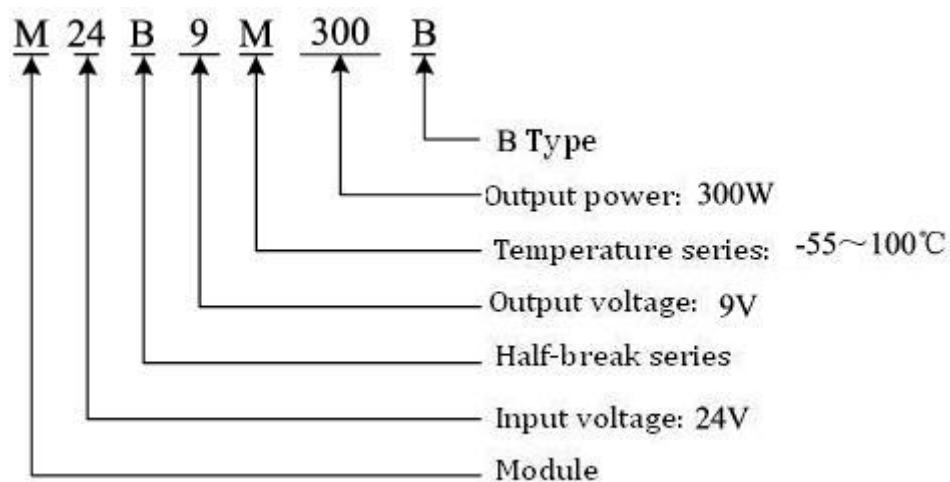 M 24 B 9 M 300 B
B Type
Output power: 300W
Temperature series: -55～100℃
Output voltage: 9V
Half-break series
Input voltage: 24V
Module